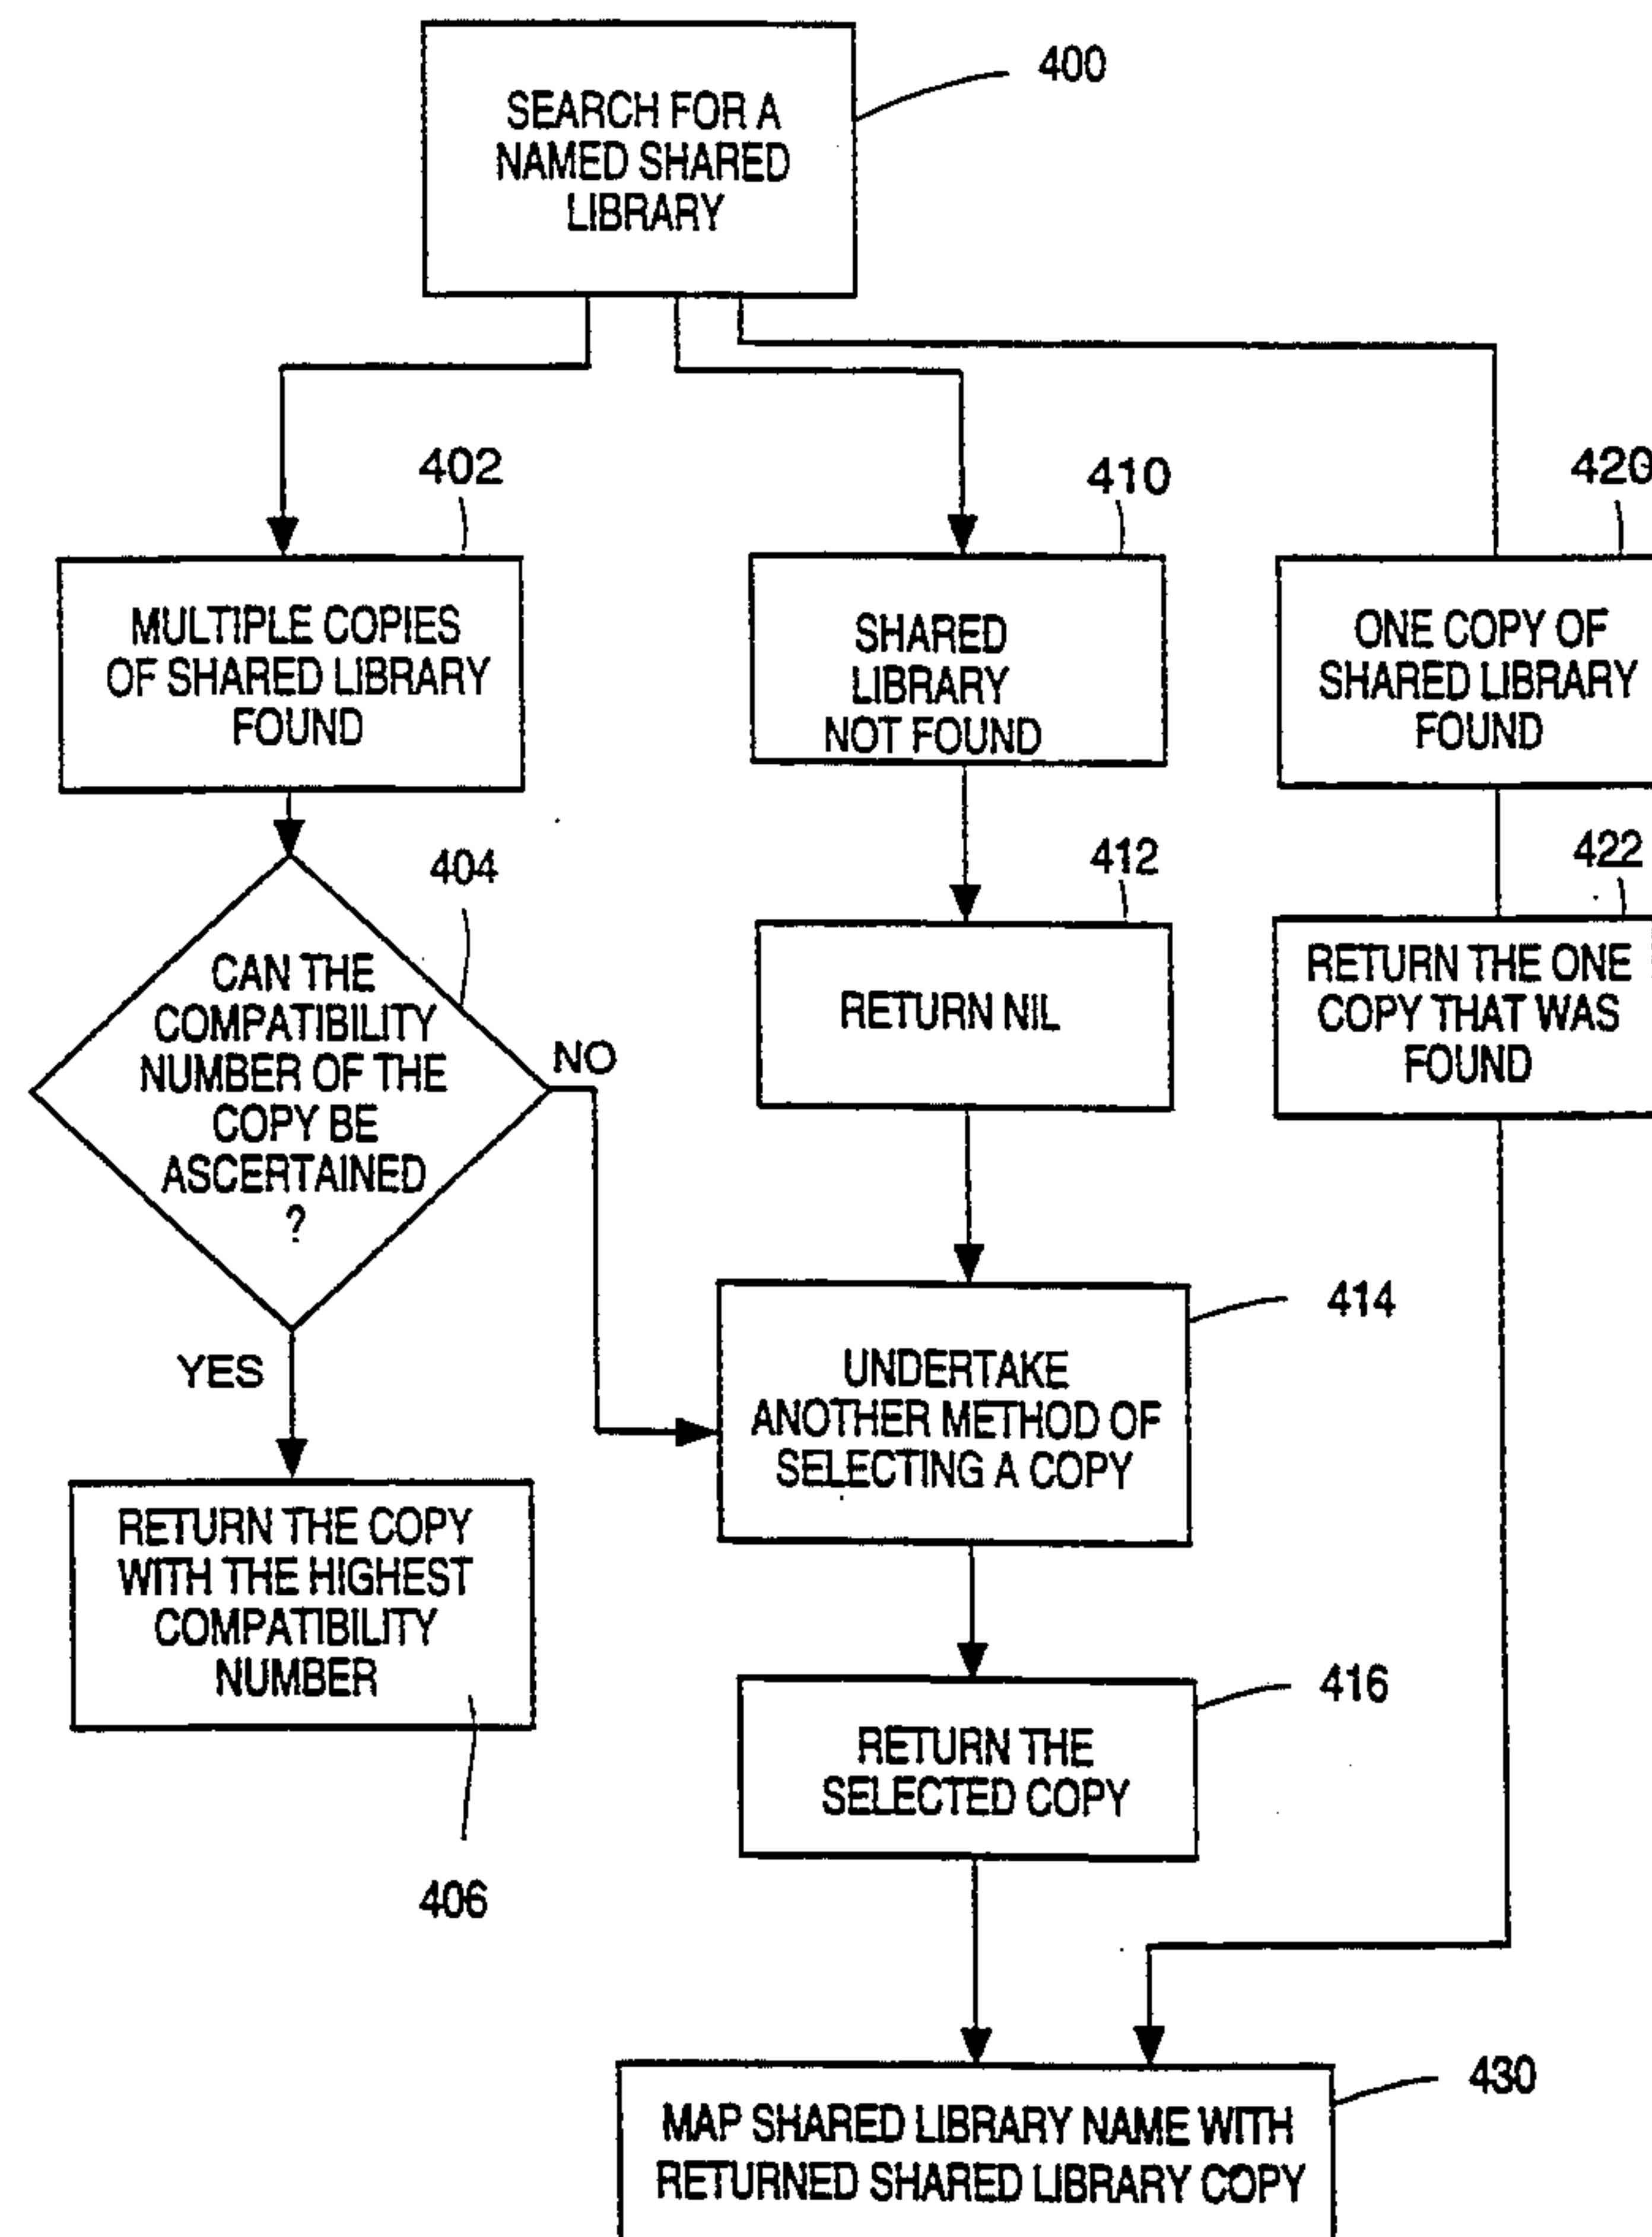 400
SEARCH FOR A
NAMED SHARED
LIBRARY
402
MULTIPLE COPIES
OF SHARED LIBRARY
FOUND
410
SHARED
LIBRARY
NOT FOUND
420
ONE COPY OF
SHARED LIBRARY
FOUND
404
CAN THE
COMPATIBILITY
NUMBER OF THE
COPY BE
ASCERTAINED
?
NO
YES
412
RETURN NIL
422
RETURN THE ONE
COPY THAT WAS
FOUND
414
UNDERTAKE
ANOTHER METHOD OF
SELECTING A COPY
RETURN THE COPY
WITH THE HIGHEST
COMPATIBILITY
NUMBER
406
416
RETURN THE
SELECTED COPY
430
MAP SHARED LIBRARY NAME WITH
RETURNED SHARED LIBRARY COPY